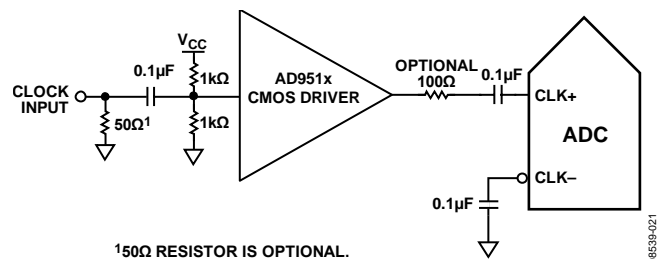 VCC
0.1µF
1kΩ
CLOCK
INPUT
50Ω1
1kΩ
AD951x
CMOS DRIVER
OPTIONAL
100Ω
0.1µF
CLK+
ADC
CLK–
0.1µF
150Ω RESISTOR IS OPTIONAL.
08539-021